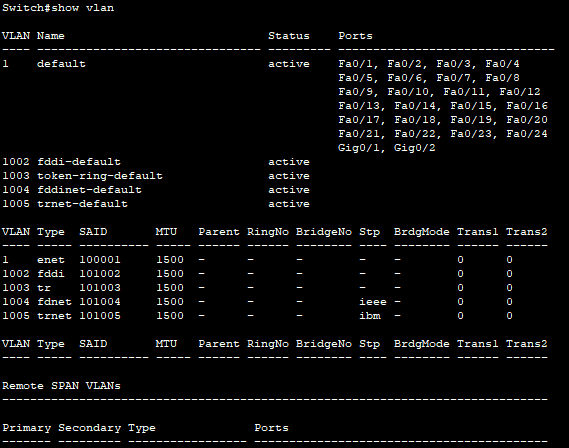 Switch#show vlan
VLAN Name                             Status    Ports
---- -------------------------------- --------- -------------------------------
1    default                          active    Fa0/1, Fa0/2, Fa0/3, Fa0/4
                                                Fa0/5, Fa0/6, Fa0/7, Fa0/8
                                                Fa0/9, Fa0/10, Fa0/11, Fa0/12
                                                Fa0/13, Fa0/14, Fa0/15, Fa0/16
                                                Fa0/17, Fa0/18, Fa0/19, Fa0/20
                                                Fa0/21, Fa0/22, Fa0/23, Fa0/24
                                                Gig0/1, Gig0/2
1002 fddi-default                     active
1003 token-ring-default               active
1004 fddinet-default                  active
1005 trnet-default                    active
VLAN Type  SAID       MTU   Parent RingNo BridgeNo Stp  BrdgMode Trans1 Trans2
---- ----- ---------- ----- ------ ------ -------- ---- -------- ------ ------
1    enet  100001     1500  -      -      -        -    -        0      0
1002 fddi  101002     1500  -      -      -        -    -        0      0
1003 tr    101003     1500  -      -      -        -    -        0      0
1004 fdnet 101004     1500  -      -      -        ieee -        0      0
1005 trnet 101005     1500  -      -      -        ibm  -        0      0
VLAN Type  SAID       MTU   Parent RingNo BridgeNo Stp  BrdgMode Trans1 Trans2
---- ----- ---------- ----- ------ ------ -------- ---- -------- ------ ------
Remote SPAN VLANs
------------------------------------------------------------------------------
Primary Secondary Type              Ports
------- --------- ----------------- ------------------------------------------